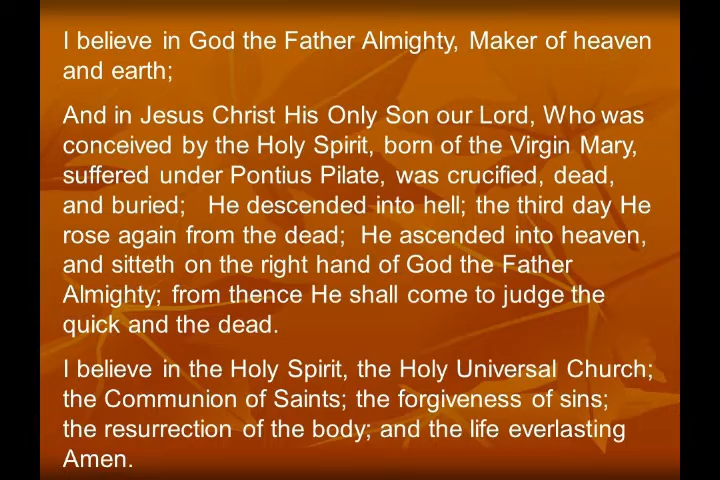 I believe in God the Father Almighty, Maker of heaven
and earth;
And in Jesus Christ His Only Son our Lord, Who was
conceived by the Holy Spirit, born of the Virgin Mary,
suffered under Pontius Pilate, was crucified, dead,
and buried;   He descended into hell; the third day He
rose again from the dead;  He ascended into heaven,
and sitteth on the right hand of God the Father
Almighty; from thence He shall come to judge the
quick and the dead.
I believe in the Holy Spirit, the Holy Universal Church;
the Communion of Saints; the forgiveness of sins;
the resurrection of the body; and the life everlasting
Amen.